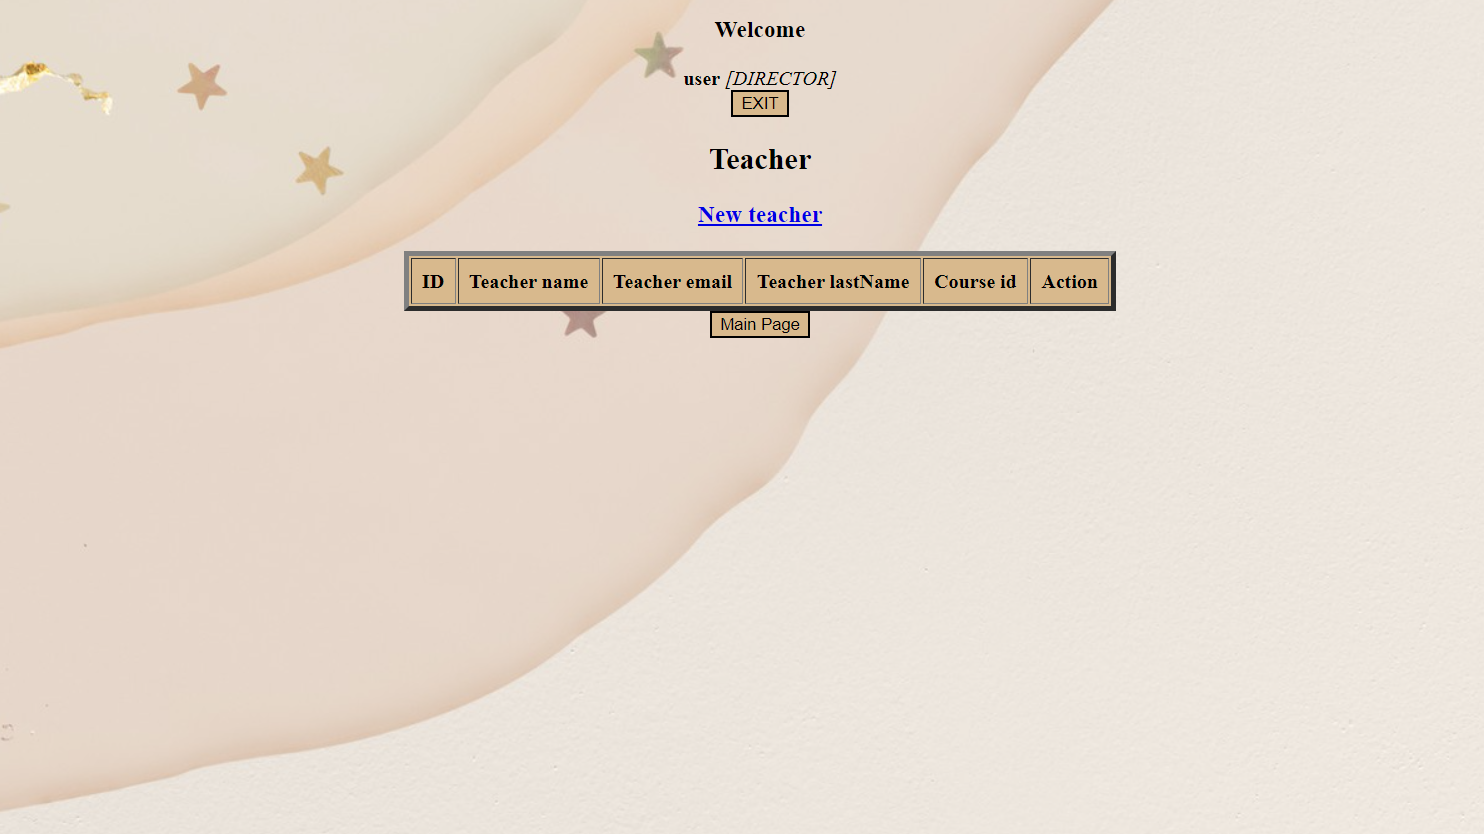 Welcome
user [DIRECTOR]
EXIT
Teacher
New teacher
ID Teacher name Teacher email Teacher lastName Course id Action
Main Page